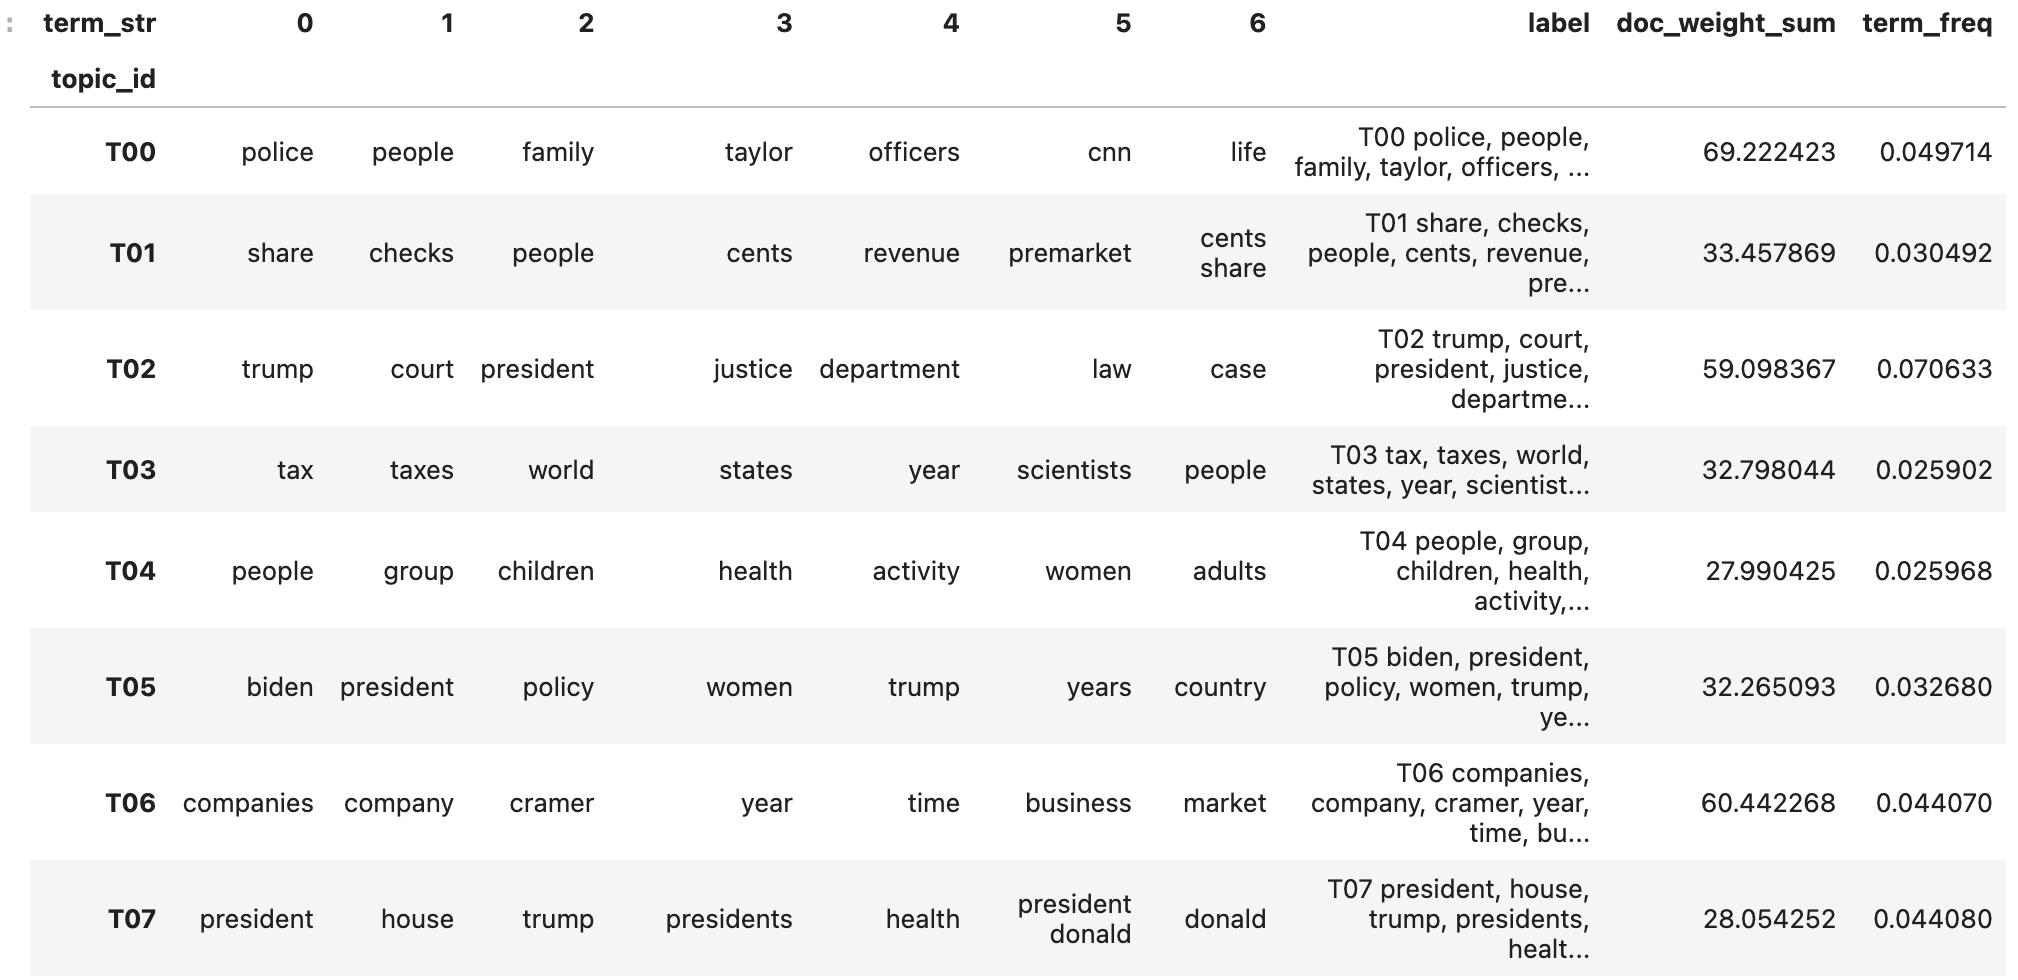 : term_str 0 1 2 3 4 5 6 label doc_weight_sum term_freq
topic_id
T00 police people family taylor officers cnn life T00 police, people, family, taylor, officers, ... 69.222423 0.049714
T01 share checks people cents revenue premarket cents share T01 share, checks, people, cents, revenue, pre... 33.457869 0.030492
T02 trump court president justice department law case T02 trump, court, president, justice, departme... 59.098367 0.070633
T03 tax taxes world states year scientists people T03 tax, taxes, world, states, year, scientist... 32.798044 0.025902
T04 people group children health activity women adults T04 people, group, children, health, activity,... 27.990425 0.025968
T05 biden president policy women trump years country T05 biden, president, policy, women, trump, ye... 32.265093 0.032680
T06 companies company cramer year time business market T06 companies, company, cramer, year, time, bu... 60.442268 0.044070
T07 president house trump presidents health president donald donald T07 president, house, trump, presidents, healt... 28.054252 0.044080